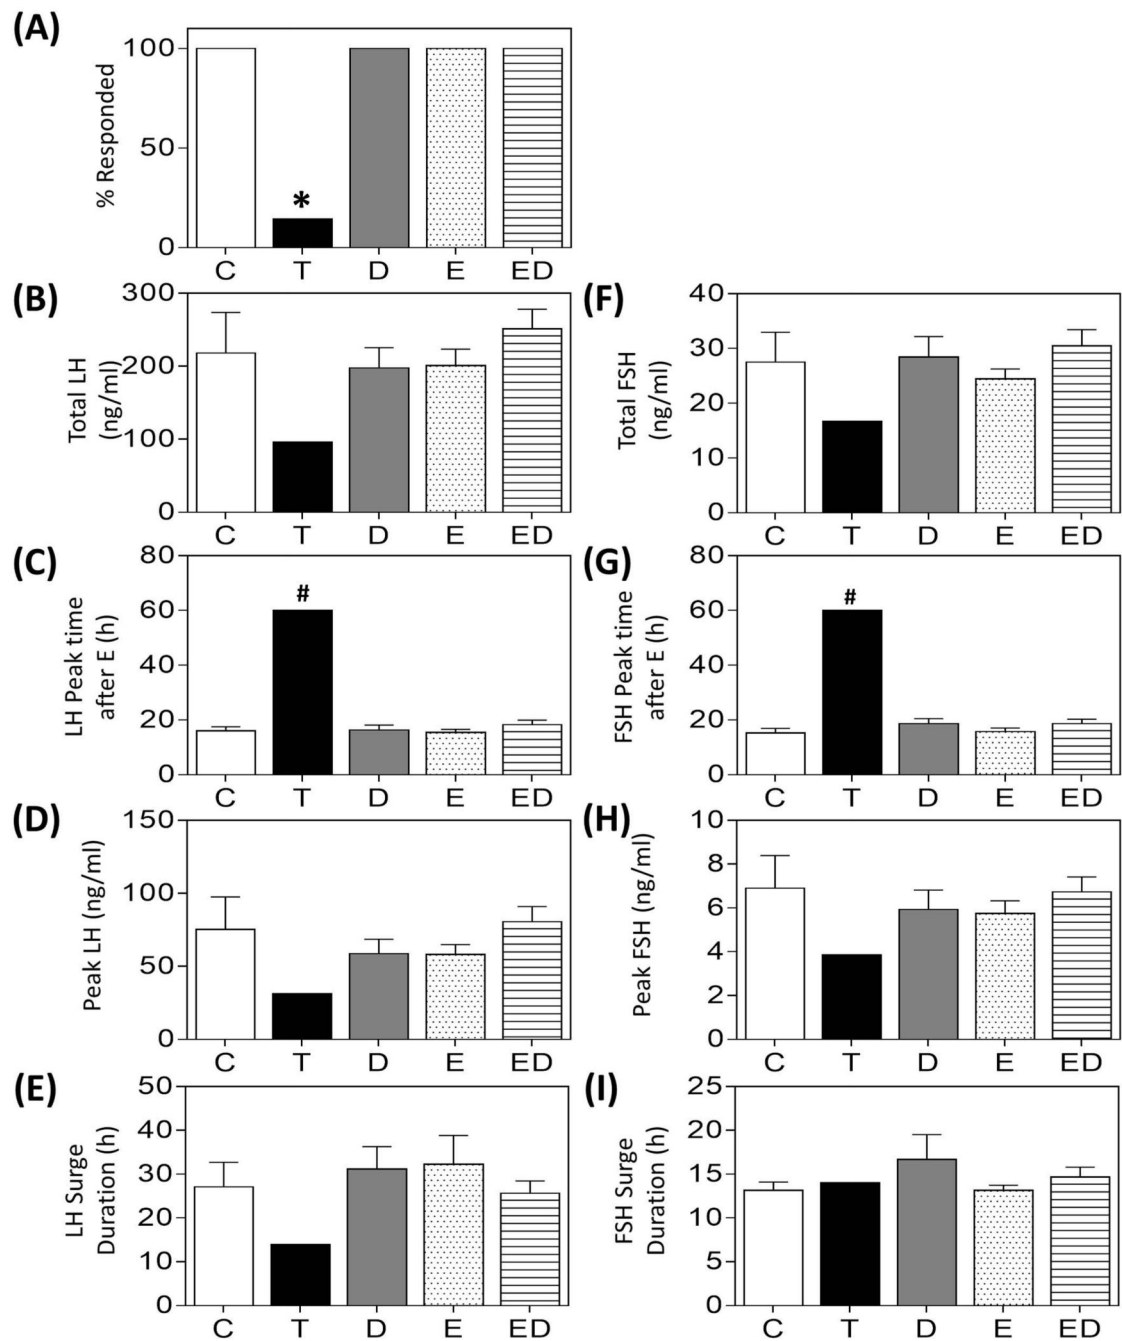 (A)
% Responded
100
50
0
*
C T D E ED
(B)
Total LH
(ng/ml)
300
200
100
0
C T D E ED
(C)
LH Peak time
after E (h)
80
60
40
20
0
#
C T D E ED
(D)
Peak LH (ng/ml)
150
100
50
0
C T D E ED
(E)
LH Surge
Duration (h)
50
40
30
20
10
0
C T D E ED
(F)
Total FSH
(ng/ml)
40
30
20
10
0
C T D E ED
(G)
FSH Peak time
after E (h)
80
60
40
20
0
#
C T D E ED
(H)
Peak FSH (ng/ml)
10
8
6
4
2
0
C T D E ED
(I)
FSH Surge
Duration (h)
25
20
15
10
5
0
C T D E ED